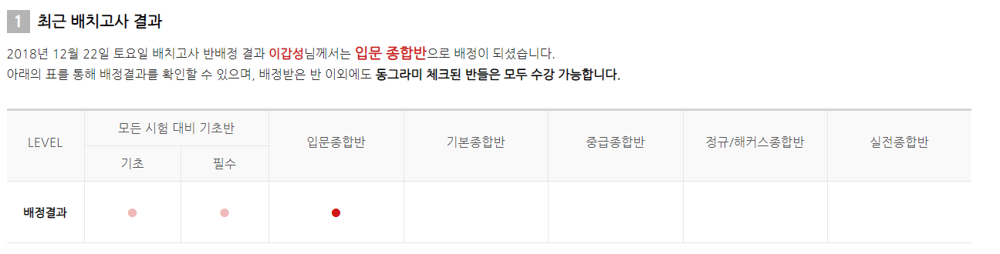 1 최근 배치고사 결과
2018년 12월 22일 토요일 배치고사 반배정 결과 이갑성님께서는 입문 종합반으로 배정이 되셨습니다.
아래의 표를 통해 배정결과를 확인할 수 있으며, 배정받은 반 이외에도 동그라미 체크된 반들은 모두 수강 가능합니다.
LEVEL
모든 시험 대비 기초반
기초 필수
입문종합반 기본종합반 중급종합반 정규/해커스종합반 실전종합반
배정결과